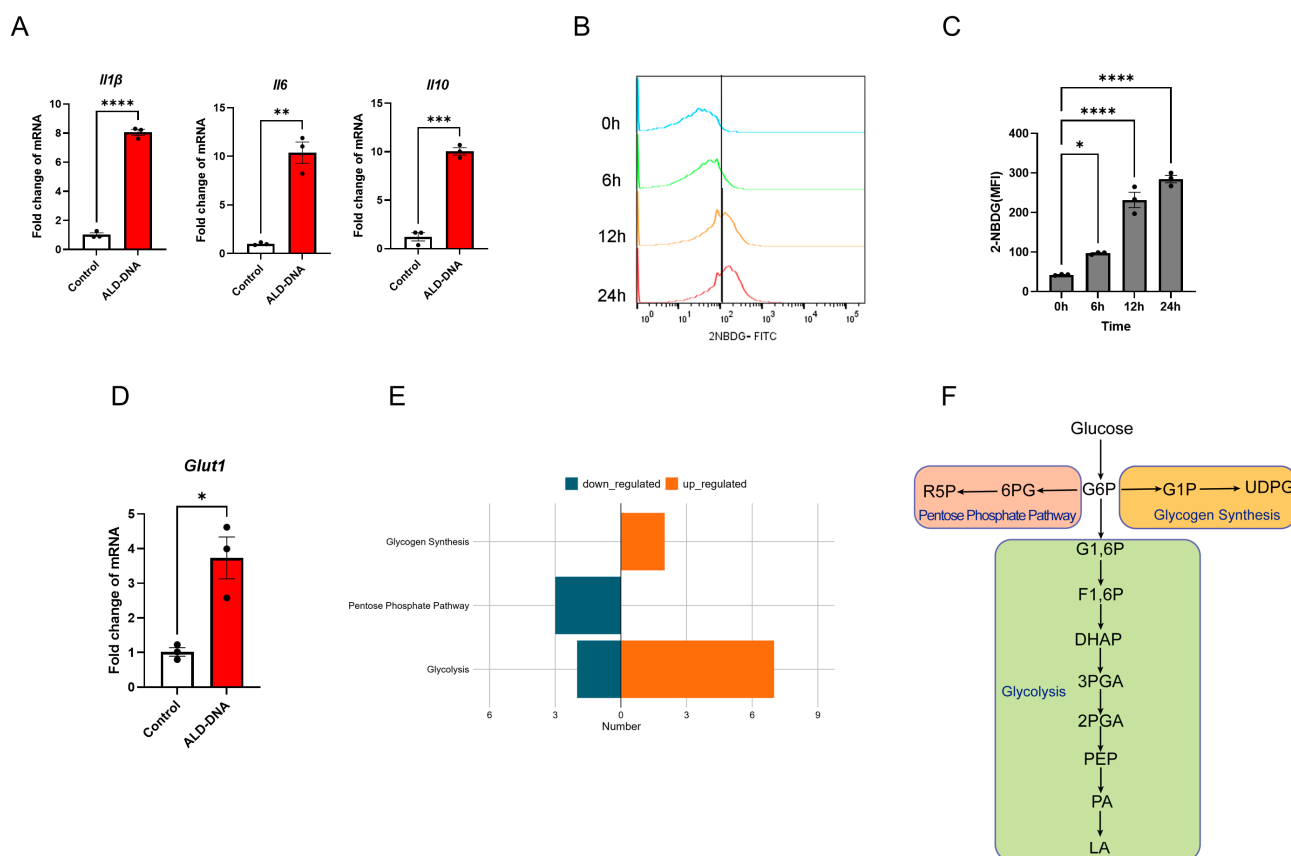 A
Il1β
****
Fold change of mRNA
10
8
6
4
2
0
Control
ALD-DNA
Il6
**
Fold change of mRNA
15
10
5
0
Control
ALD-DNA
Il10
***
Fold change of mRNA
15
10
5
0
Control
ALD-DNA
B
0h
6h
12h
24h
10^0 10^1 10^2 10^3 10^4 10^5
2NBDG- FITC
C
****
****
*
2-NBDG(MFI)
400
300
200
100
0
0h 6h 12h 24h
Time
D
Glut1
*
Fold change of mRNA
5
4
3
2
1
0
Control
ALD-DNA
E
down_regulated up_regulated
Glycogen Synthesis
Pentose Phosphate Pathway
Glycolysis
6 3 0 3 6 9
Number
F
Glucose
R5P 6PG G6P G1P UDPG
Pentose Phosphate Pathway Glycogen Synthesis
G1,6P
F1,6P
DHAP
3PGA
Glycolysis
2PGA
PEP
PA
LA